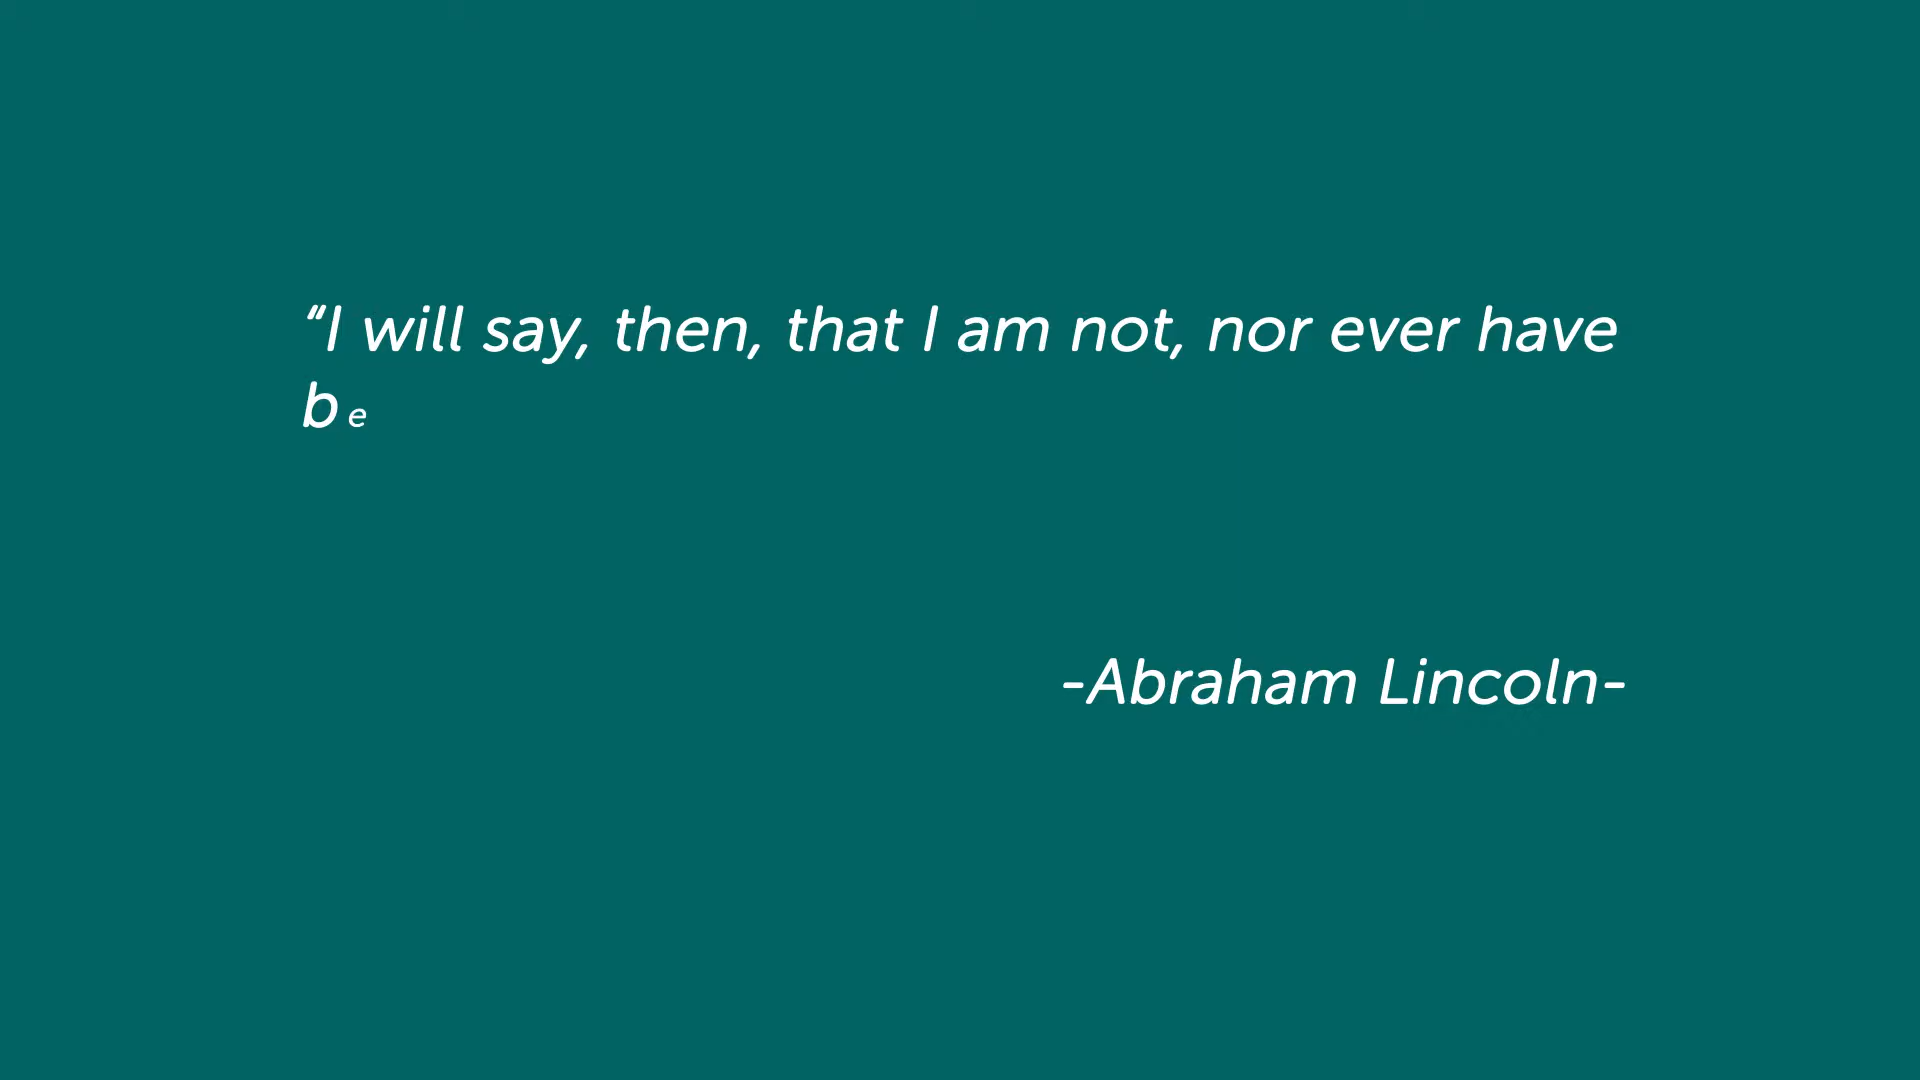 “I will say, then, that I am not, nor ever have
be
-Abraham Lincoln-